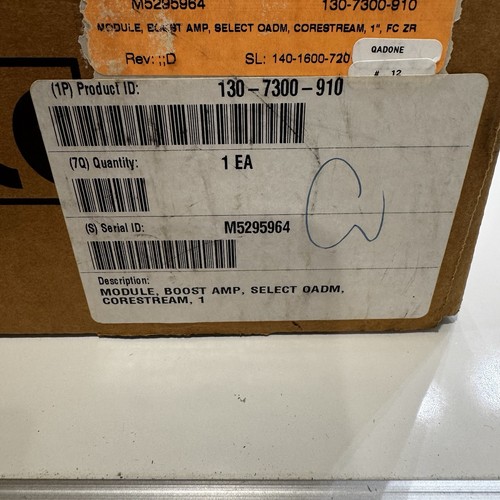 M5295964 130-7300-910
MODULE, BOOST AMP, SELECT OADM, CORESTREAM, 1", FC ZR
Rev: ;;D SL: 140-1600-720
QADONE
# 12
(1P) Product ID: 130-7300-910
(7Q) Quantity: 1 EA
(S) Serial ID: M5295964
Description:
MODULE, BOOST AMP, SELECT OADM,
CORESTREAM, 1